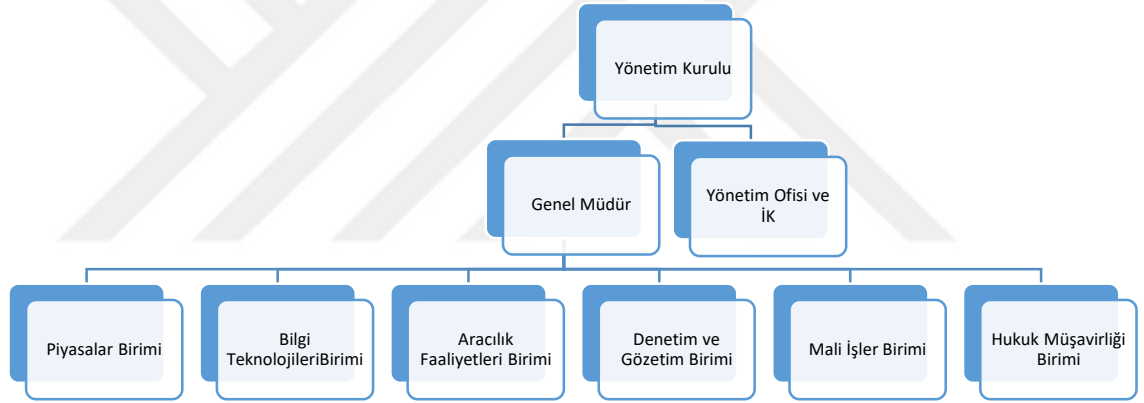 Yönetim Kurulu
Genel Müdür
Yönetim Ofisi ve
İK
Piyasalar Birimi
Bilgi
TeknolojileriBirimi
Aracılık
Faaliyetleri Birimi
Denetim ve
Gözetim Birimi
Mali İşler Birimi
Hukuk Müşavirliği
Birimi